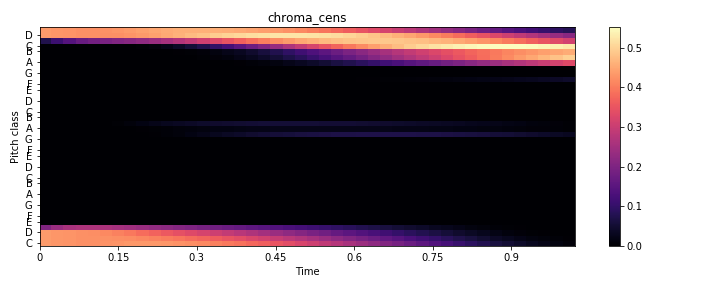 chroma_cens
Pitch class
D
C
B
A
G
F
E
D
C
B
A
G
F
E
D
C
B
A
G
F
E
D
C
0 0.15 0.3 0.45 0.6 0.75 0.9
Time
0.5
0.4
0.3
0.2
0.1
0.0